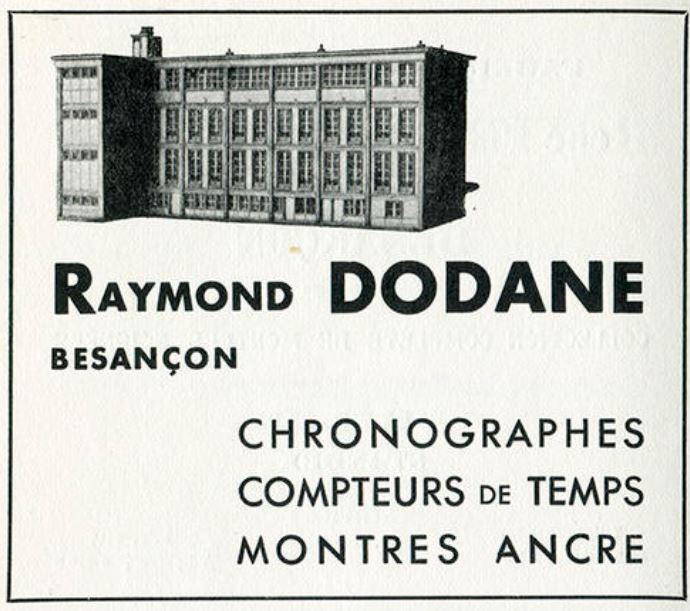 RAYMOND DODANE
BESANÇON
CHRONOGRAPHES
COMPTEURS DE TEMPS
MONTRES ANCRE